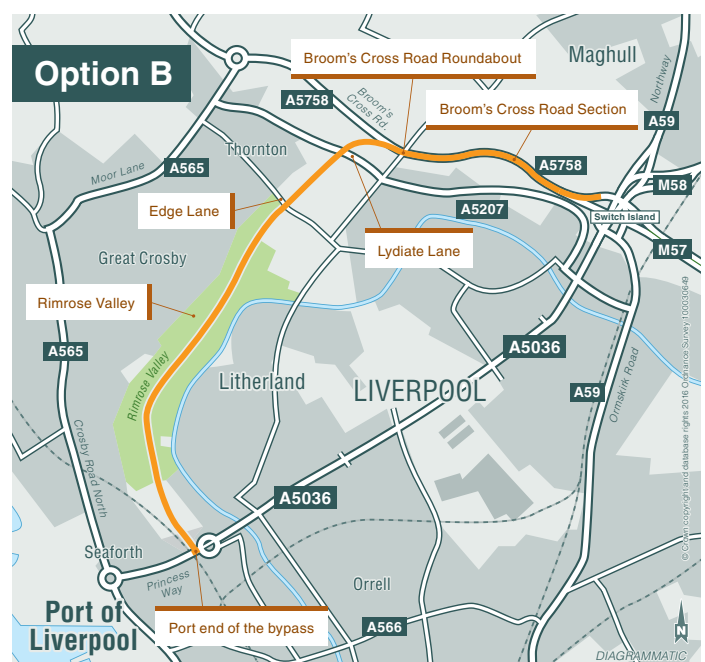 Option B
Broom's Cross Road Roundabout
Maghull
Northway
A5758
Broom's
Cross Rd.
Broom's Cross Road Section
A59
Thornton
A565
Moor Lane
A5758
M58
Edge Lane
A5207
Switch Island
Lydiate Lane
M57
Great Crosby
Rimrose Valley
A565
A5036
Rimrose Valley
Litherland
LIVERPOOL
A59
Ormskirk Road
© Crown copyright and database rights 2016 Ordnance Survey 100030649
Crosby Road North
A5036
Seaforth
Princess
Way
Orrell
Port of
Liverpool
Port end of the bypass
A566
N
DIAGRAMMATIC